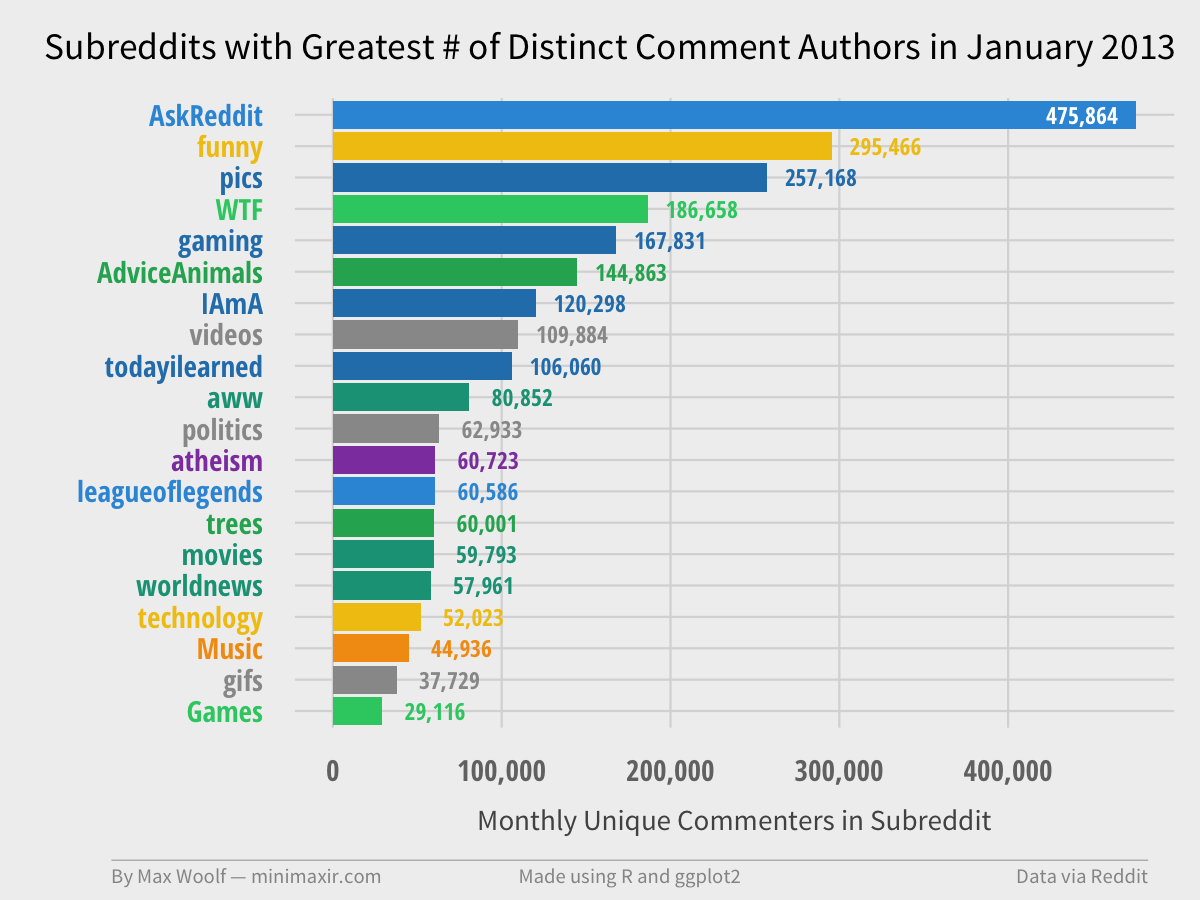 Subreddits with Greatest # of Distinct Comment Authors in January 2013
AskReddit 475,864
funny 295,466
pics 257,168
WTF 186,658
gaming 167,831
AdviceAnimals 144,863
IAmA 120,298
videos 109,884
todayilearned 106,060
aww 80,852
politics 62,933
atheism 60,723
leagueoflegends 60,586
trees 60,001
movies 59,793
worldnews 57,961
technology 52,023
Music 44,936
gifs 37,729
Games 29,116
0 100,000 200,000 300,000 400,000
Monthly Unique Commenters in Subreddit
By Max Woolf — minimaxir.com Made using R and ggplot2 Data via Reddit